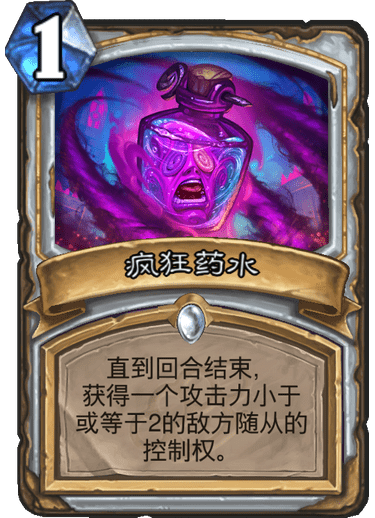 1
疯狂药水
直到回合结束，
获得一个攻击力小于
或等于2的敌方随从的
控制权。